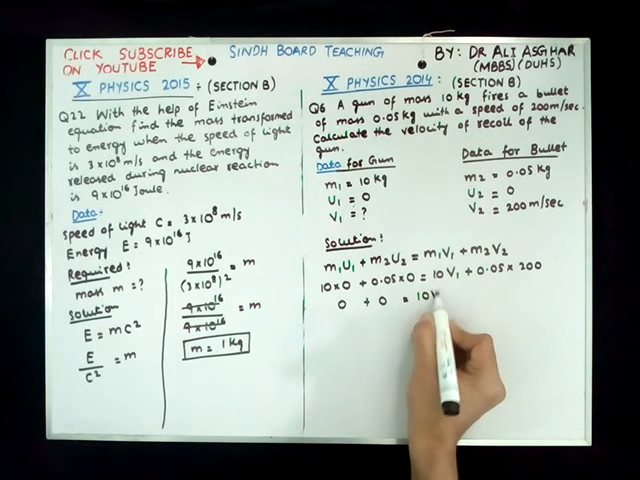 CLICK SUBSCRIBE
ON YOUTUBE
SINDH BOARD TEACHING
BY: DR ALI ASGHAR
(MBBS) (DUHS)
X PHYSICS 2015: (SECTION B)
Q22 With the help of Einstein
equation find the mass transformed
to energy when the speed of light
is 3×10⁸ m/s and the energy
released during nuclear reaction
is 9×10¹⁶ Joule.
Data:
Speed of light C = 3×10⁸ m/s
Energy E = 9×10¹⁶ J
Required:
mass m = ?
Solution
E = mc²
E/C² = m
9×10¹⁶/(3×10⁸)² = m
9×10¹⁶/9×10¹⁶ = m
m = 1 kg
X PHYSICS 2014: (SECTION B)
Q6 A gun of mass 10 kg fires a bullet
of mass 0.05 kg with a speed of 200 m/sec.
Calculate the velocity of recoil of the
gun.
Data for Gun
m₁ = 10 kg
U₁ = 0
V₁ = ?
Data for Bullet
m₂ = 0.05 kg
U₂ = 0
V₂ = 200 m/sec
Solution:
m₁U₁ + m₂U₂ = m₁V₁ + m₂V₂
10×0 + 0.05×0 = 10V₁ + 0.05×200
0 + 0 = 10V